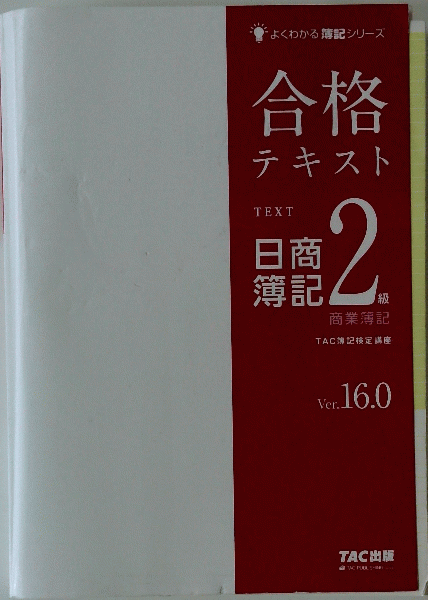 よくわかる簿記シリーズ
合格
テキスト
TEXT
日商
簿記
2級
商業簿記
TAC簿記検定講座
Ver.16.0
TAC出版
TAC PUBLISHING